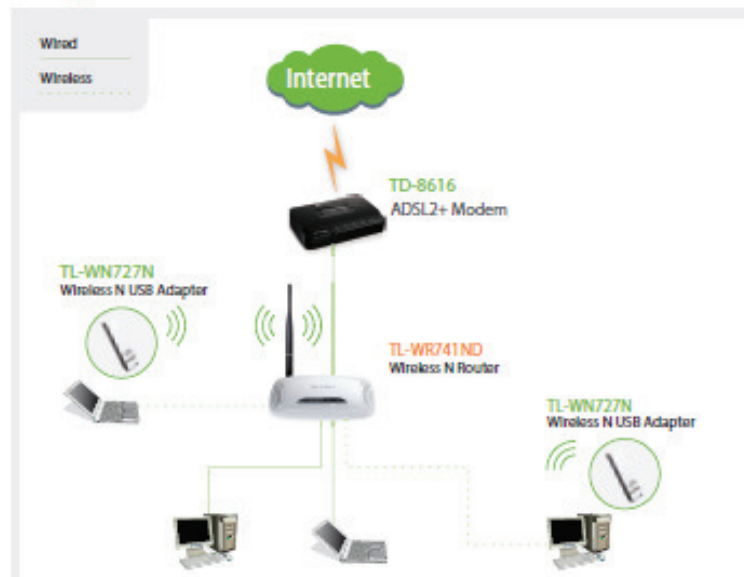 Wired
Wireless
Internet
TD-8616
ADSL2+ Modem
TL-WN727N
Wireless N USB Adapter
TL-WR741ND
Wireless N Router
TL-WN727N
Wireless N USB Adapter